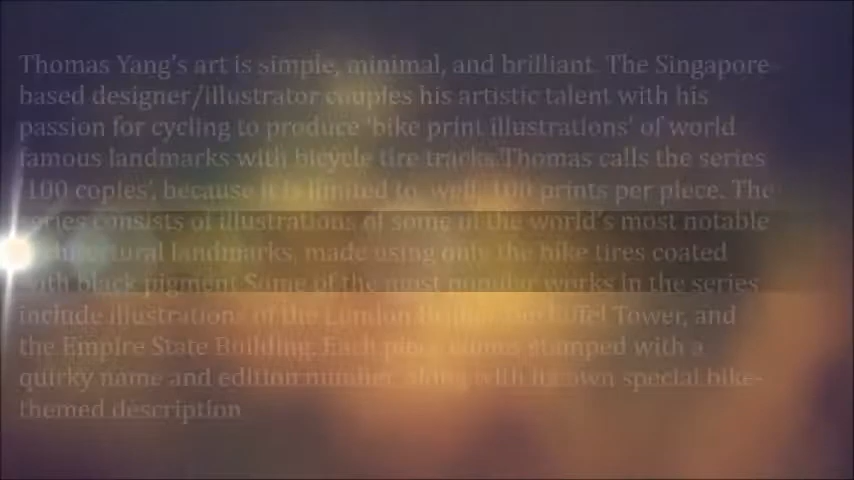 Thomas Yang's art is simple, minimal, and brilliant. The Singapore-
based designer/illustrator couples his artistic talent with his
passion for cycling to produce 'bike print illustrations' of world
famous landmarks with bicycle tire tracks.Thomas calls the series
'100 copies', because it is limited to, well, 100 prints per piece. The
series consists of illustrations of some of the world's most notable
architectural landmarks, made using only the bike tires coated
with black pigment.Some of the most popular works in the series
include illustrations of the London Eiffel Tower, and
the Empire State Building. Each piece comes stamped with a
quirky name and edition number, along with its own special bike-
themed description